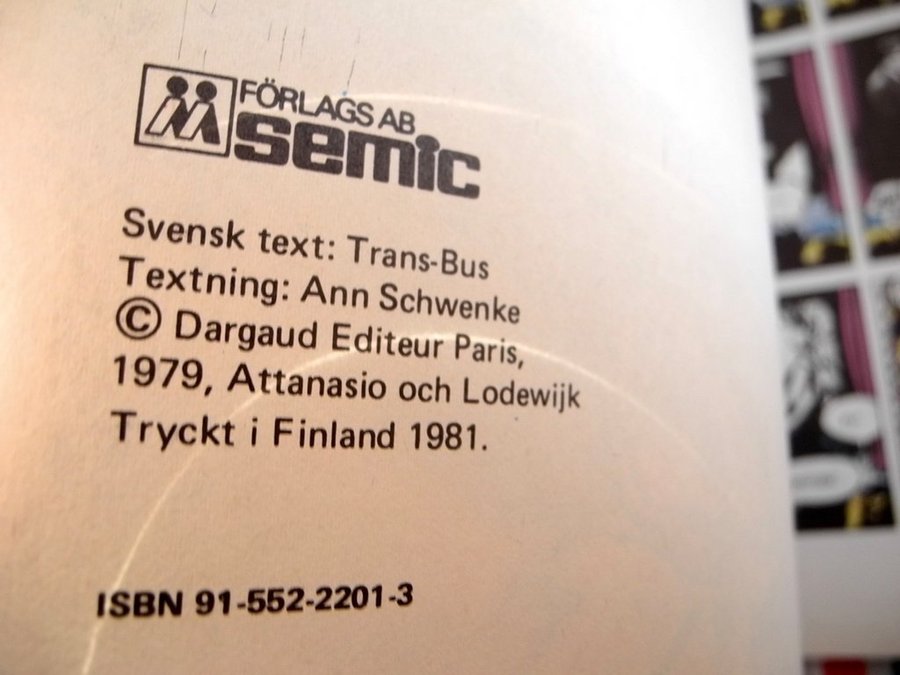 FÖRLAGS AB
semic
Svensk text: Trans-Bus
Textning: Ann Schwenke
© Dargaud Editeur Paris,
1979, Attanasio och Lodewijk
Tryckt i Finland 1981.
ISBN 91-552-2201-3